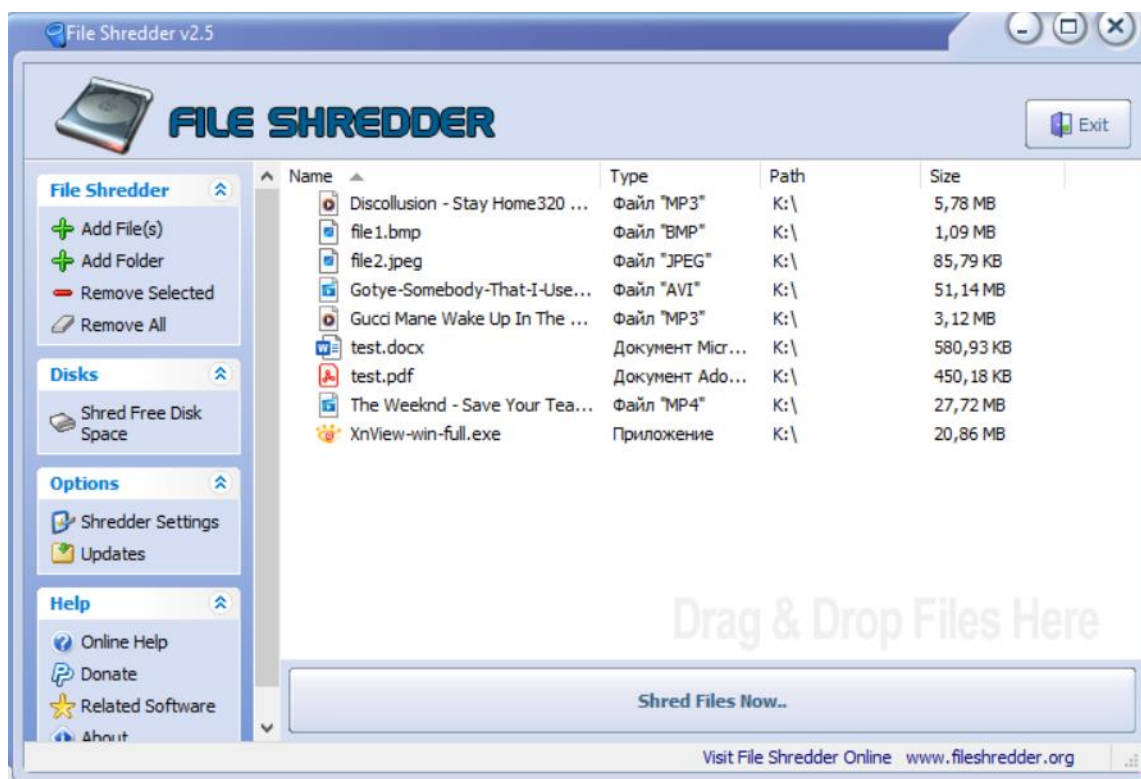 File Shredder v2.5
FILE SHREDDER
Exit
File Shredder
Add File(s)
Add Folder
Remove Selected
Remove All
Disks
Shred Free Disk
Space
Options
Shredder Settings
Updates
Help
Online Help
Donate
Related Software
About
Name Type Path Size
Discollusion - Stay Home320 ... Файл "MP3" K:\ 5,78 MB
file1.bmp Файл "BMP" K:\ 1,09 MB
file2.jpeg Файл "JPEG" K:\ 85,79 KB
Gotye-Somebody-That-I-Use... Файл "AVI" K:\ 51,14 MB
Gucci Mane Wake Up In The ... Файл "MP3" K:\ 3,12 MB
test.docx Документ Micr... K:\ 580,93 KB
test.pdf Документ Ado... K:\ 450,18 KB
The Weeknd - Save Your Tea... Файл "MP4" K:\ 27,72 MB
XnView-win-full.exe Приложение K:\ 20,86 MB
Drag & Drop Files Here
Shred Files Now..
Visit File Shredder Online www.fileshredder.org